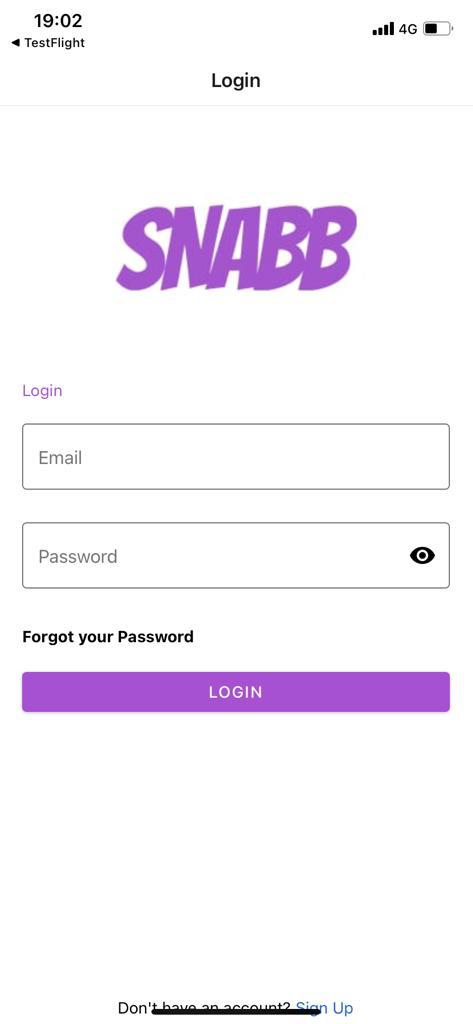 19:02
4G
◀ TestFlight
Login
SNABB
Login
Email
Password
Forgot your Password
LOGIN
Don't have an account? Sign Up